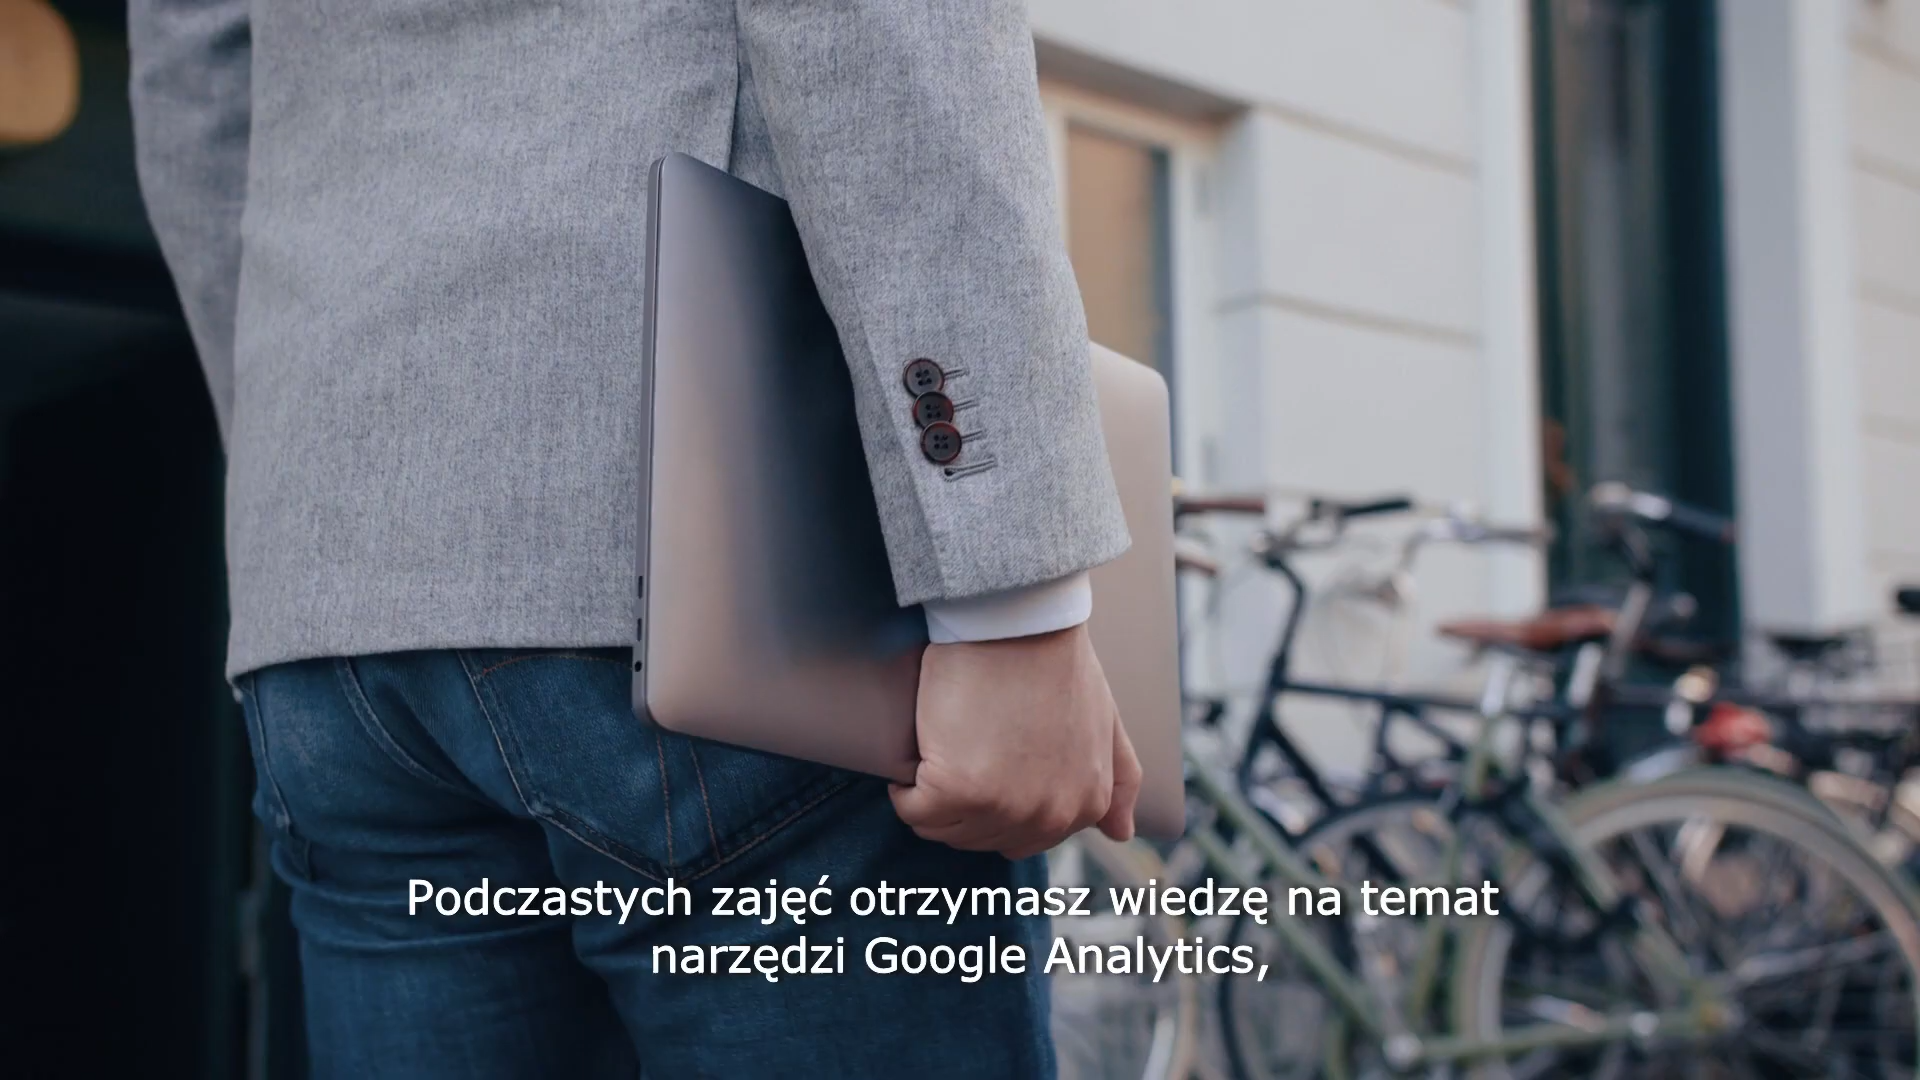 Podczastych zajęć otrzymasz wiedzę na temat
narzędzi Google Analytics,